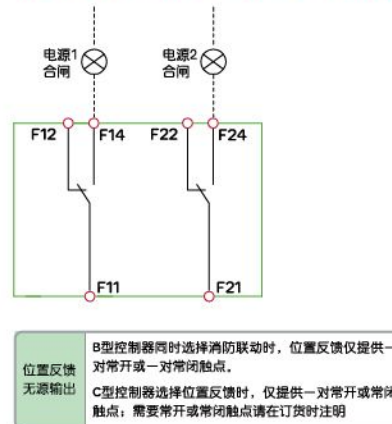 电源1
合闸
电源2
合闸
F12
F14
F22
F24
F11
F21
位置反馈
无源输出
B型控制器同时选择消防联动时，位置反馈仅提供一
对常开或一对常闭触点。
C型控制器选择位置反馈时，仅提供一对常开或常闭
触点；需要常开或常闭触点请在订货时注明